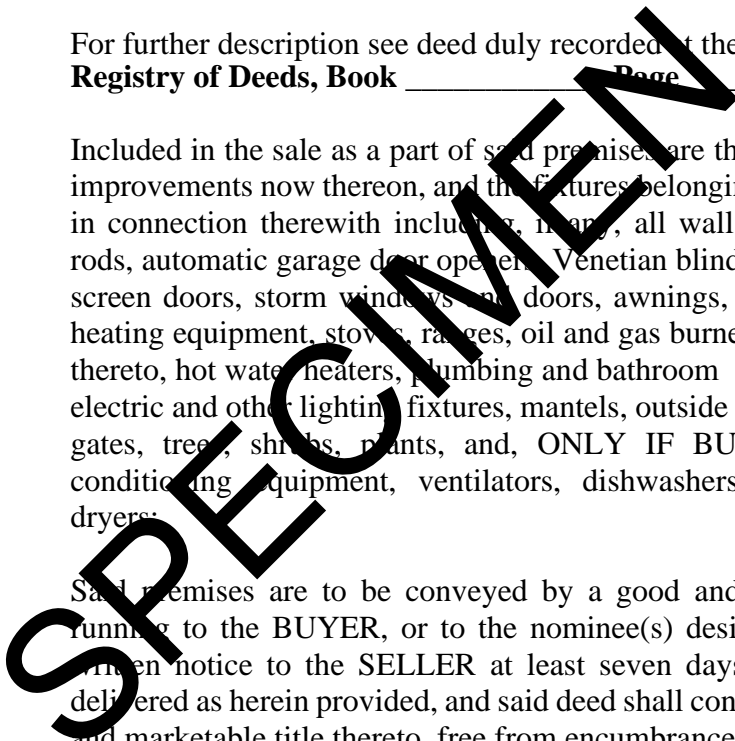 For further description see deed duly recorded at the
Registry of Deeds, Book _____________ Page ____
Included in the sale as a part of said premises are th
improvements now thereon, and the fixtures belongin
in connection therewith including, if any, all wall
rods, automatic garage door openers, Venetian blind
screen doors, storm windows and doors, awnings,
heating equipment, stoves, ranges, oil and gas burne
thereto, hot water heaters, plumbing and bathroom
electric and other lighting fixtures, mantels, outside
gates, trees, shrubs, plants, and, ONLY IF BU
conditioning equipment, ventilators, dishwashers
dryers;
Said premises are to be conveyed by a good and
running to the BUYER, or to the nominee(s) desi
written notice to the SELLER at least seven days
delivered as herein provided, and said deed shall con
and marketable title thereto, free from encumbrance
SPECIMEN